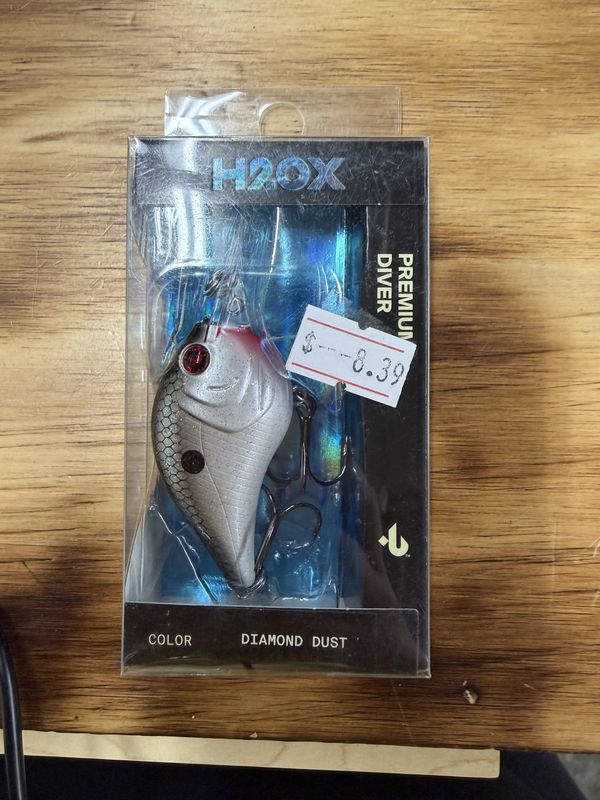 H2OX
PREMIUM
DIVER
$---8.39
COLOR DIAMOND DUST